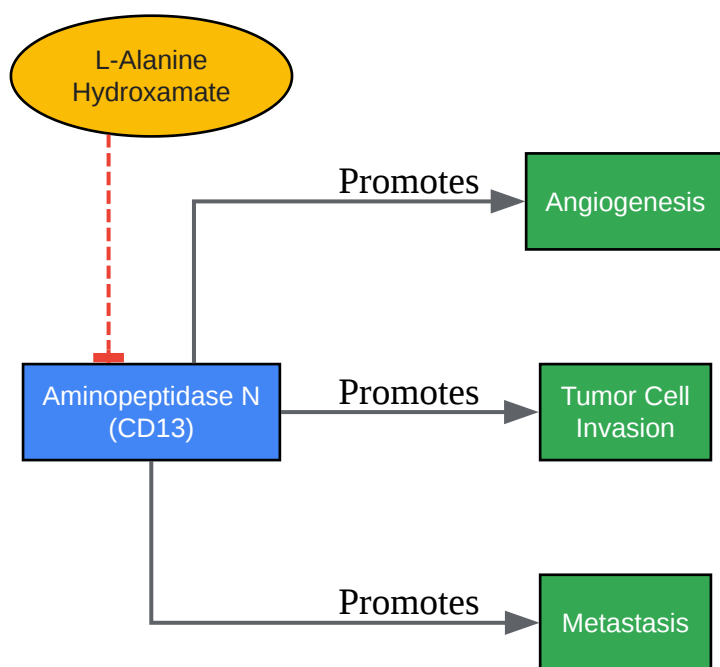 L-Alanine
Hydroxamate
Promotes
Angiogenesis
Aminopeptidase N
(CD13)
Promotes
Tumor Cell
Invasion
Promotes
Metastasis